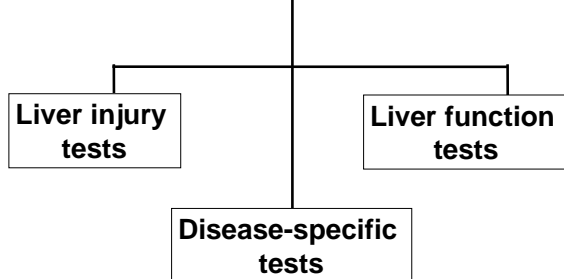 Liver injury
tests
Liver function
tests
Disease-specific
tests